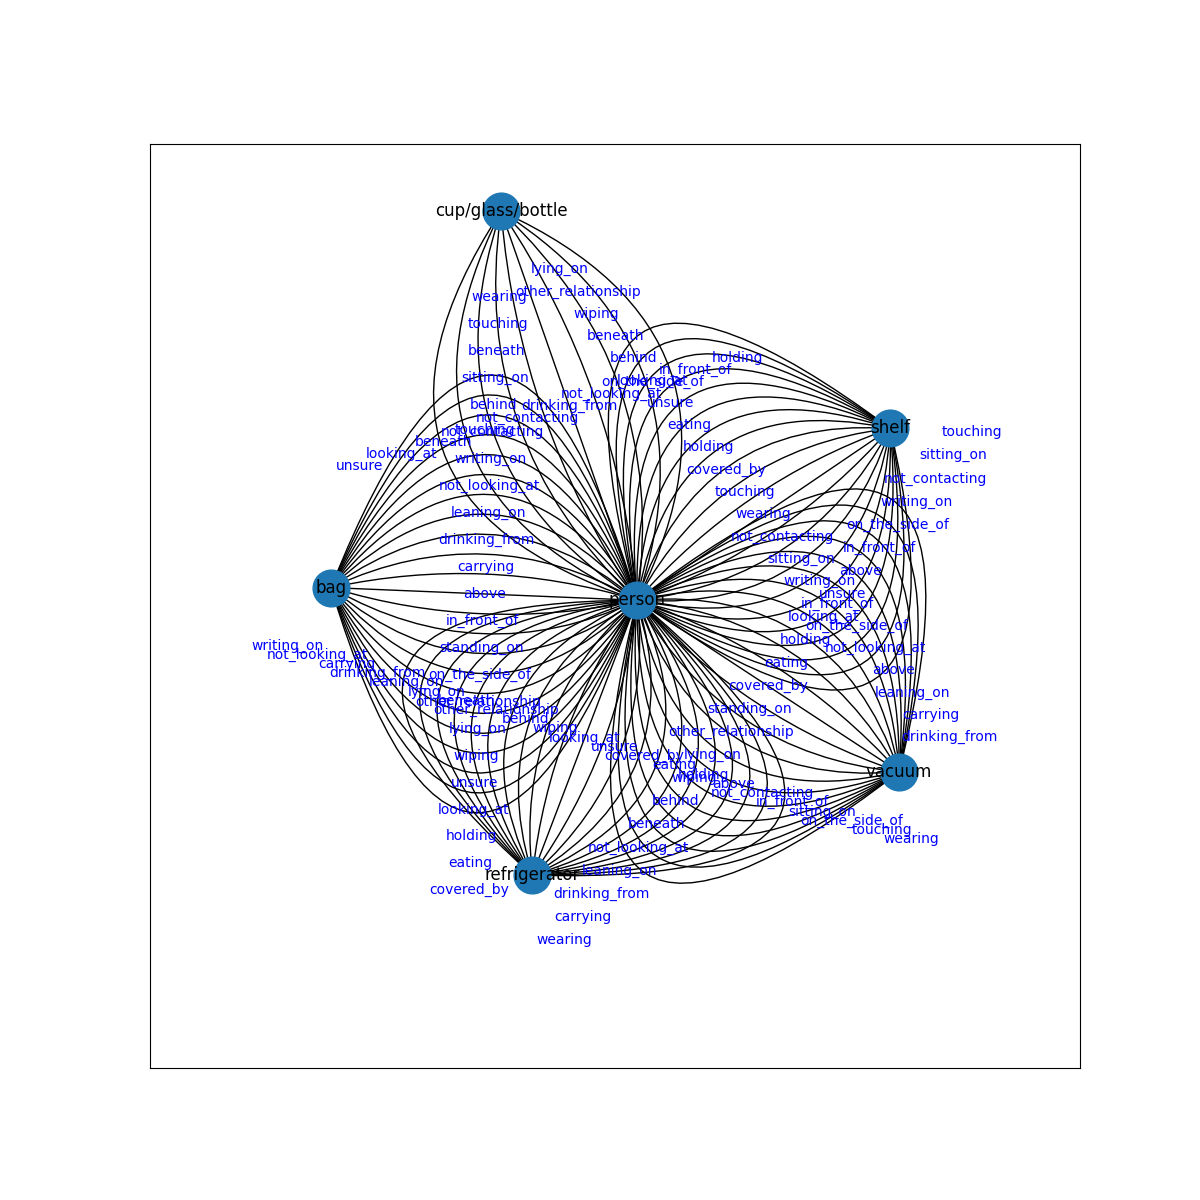 cup/glass/bottle
lying_on
other_relationship
wearing
wiping
touching
beneath
beneath
behind
holding
in_front_of
sitting_on
looking_at
on_the_side_of
not_looking_at
unsure
behind
drinking_from
not_contacting
eating
shelf
touching
not_contacting
touching
beneath
holding
looking_at
sitting_on
writing_on
unsure
covered_by
not_contacting
not_looking_at
touching
writing_on
leaning_on
wearing
on_the_side_of
drinking_from
not_contacting
in_front_of
sitting_on
carrying
above
writing_on
bag
above
unsure
person
in_front_of
looking_at
in_front_of
on_the_side_of
holding
writing_on
standing_on
not_looking_at
not_looking_at
carrying
eating
above
drinking_from
on_the_side_of
leaning_on
covered_by
lying_on
leaning_on
beneath
other_relationship
other_relationship
standing_on
carrying
behind
lying_on
wiping
other_relationship
looking_at
drinking_from
unsure
wiping
covered_by
lying_on
eating
vacuum
holding
wiping
unsure
above
not_contacting
behind
in_front_of
looking_at
sitting_on
beneath
on_the_side_of
touching
holding
wearing
not_looking_at
eating
leaning_on
refrigerator
covered_by
drinking_from
carrying
wearing